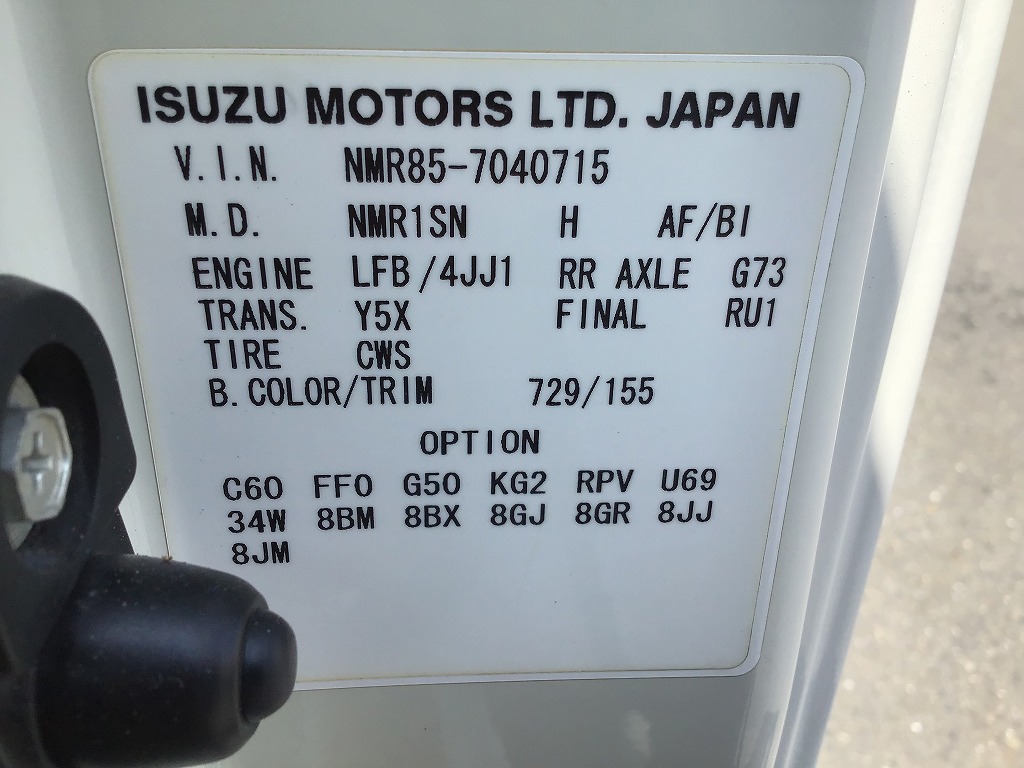 ISUZU MOTORS LTD. JAPAN
V.I.N. NMR85-7040715
M.D. NMR1SN H AF/BI
ENGINE LFB/4JJ1 RR AXLE G73
TRANS. Y5X FINAL RU1
TIRE CWS
B.COLOR/TRIM 729/155
OPTION
C60 FF0 G50 KG2 RPV U69
34W 8BM 8BX 8GJ 8GR 8JJ
8JM